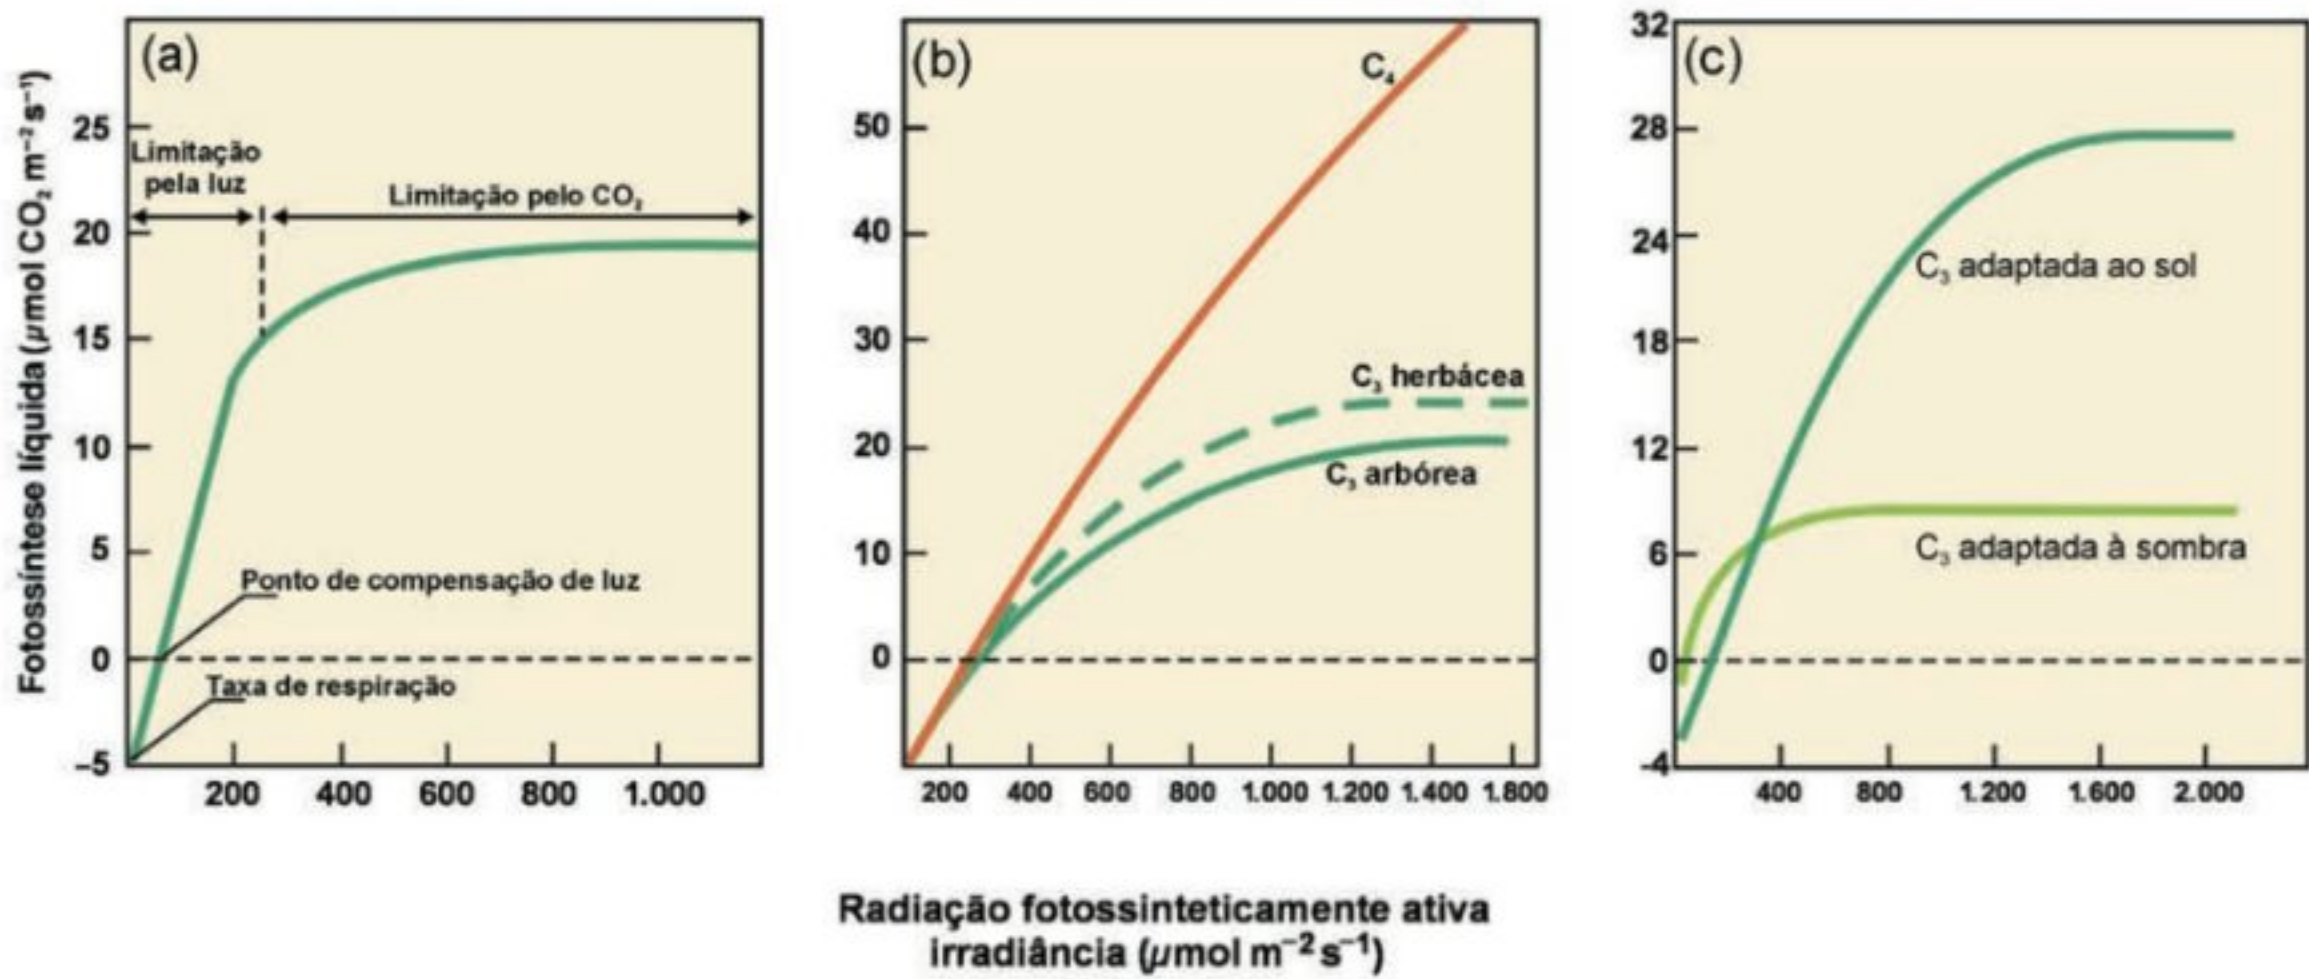 Fotossíntese líquida (μmol CO₂ m⁻² s⁻¹)
(a)
25
20
15
10
5
0
–5
Limitação
pela luz
Limitação pelo CO₂
Ponto de compensação de luz
Taxa de respiração
200 400 600 800 1.000
(b)
50
40
30
20
10
0
C₄
C₃ herbácea
C₃ arbórea
200 400 600 800 1.000 1.200 1.400 1.800
(c)
32
28
24
18
12
6
0
-4
C₃ adaptada ao sol
C₃ adaptada à sombra
400 800 1.200 1.600 2.000
Radiação fotossinteticamente ativa
irradiância (μmol m⁻² s⁻¹)